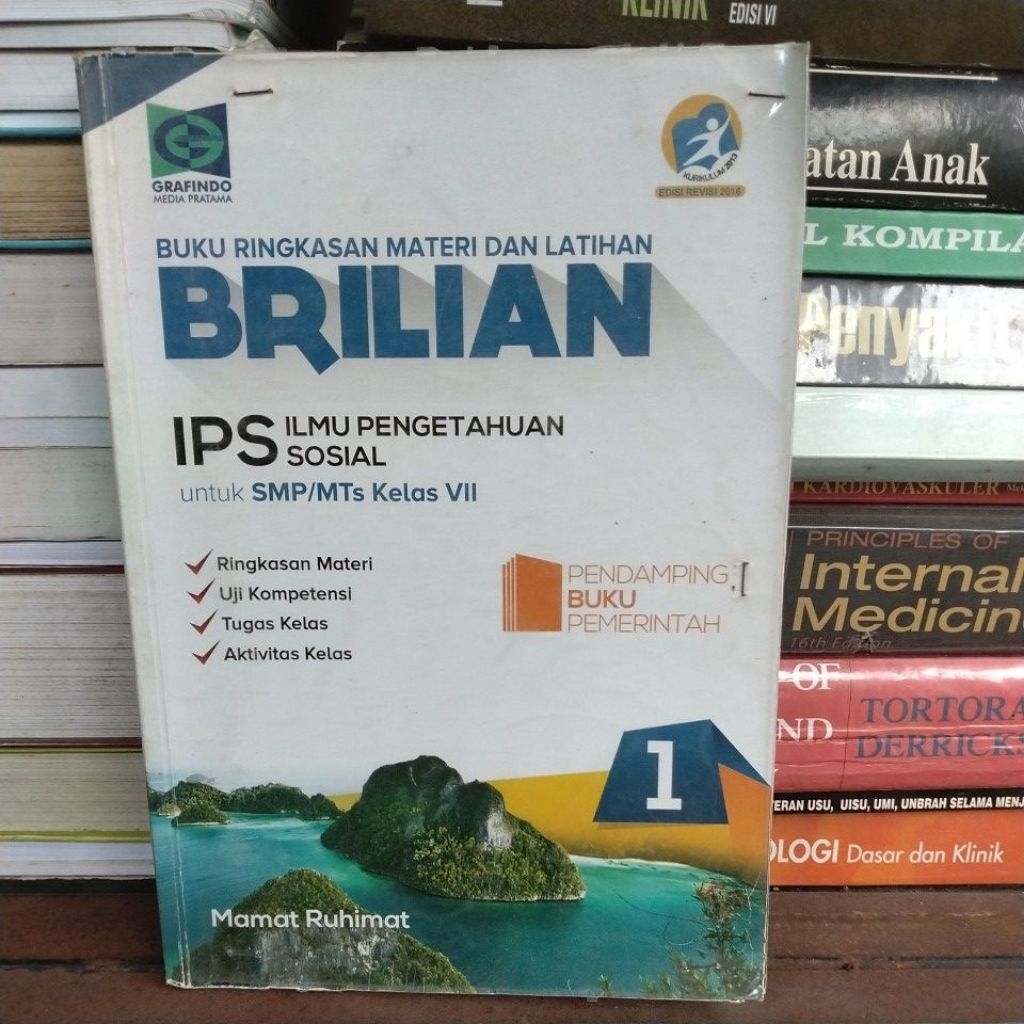 KLINIK EDISI VI
GRAFINDO
MEDIA PRATAMA
KURIKULUM 2013
EDISI REVISI 2016
BUKU RINGKASAN MATERI DAN LATIHAN
BRILIAN
IPS ILMU PENGETAHUAN
SOSIAL
untuk SMP/MTs Kelas VII
Ringkasan Materi
Uji Kompetensi
Tugas Kelas
Aktivitas Kelas
PENDAMPING
BUKU
PEMERINTAH
1
Mamat Ruhimat
atan Anak
L KOMPILA
Penyakit
KARDIOVASKULER
PRINCIPLES OF
Internal
Medicin
16th Edition
OF
ND
TORTORA
DERRICKS
TERAN USU, UISU, UMI, UNBRAH SELAMA MENJ
OLOGI Dasar dan Klinik